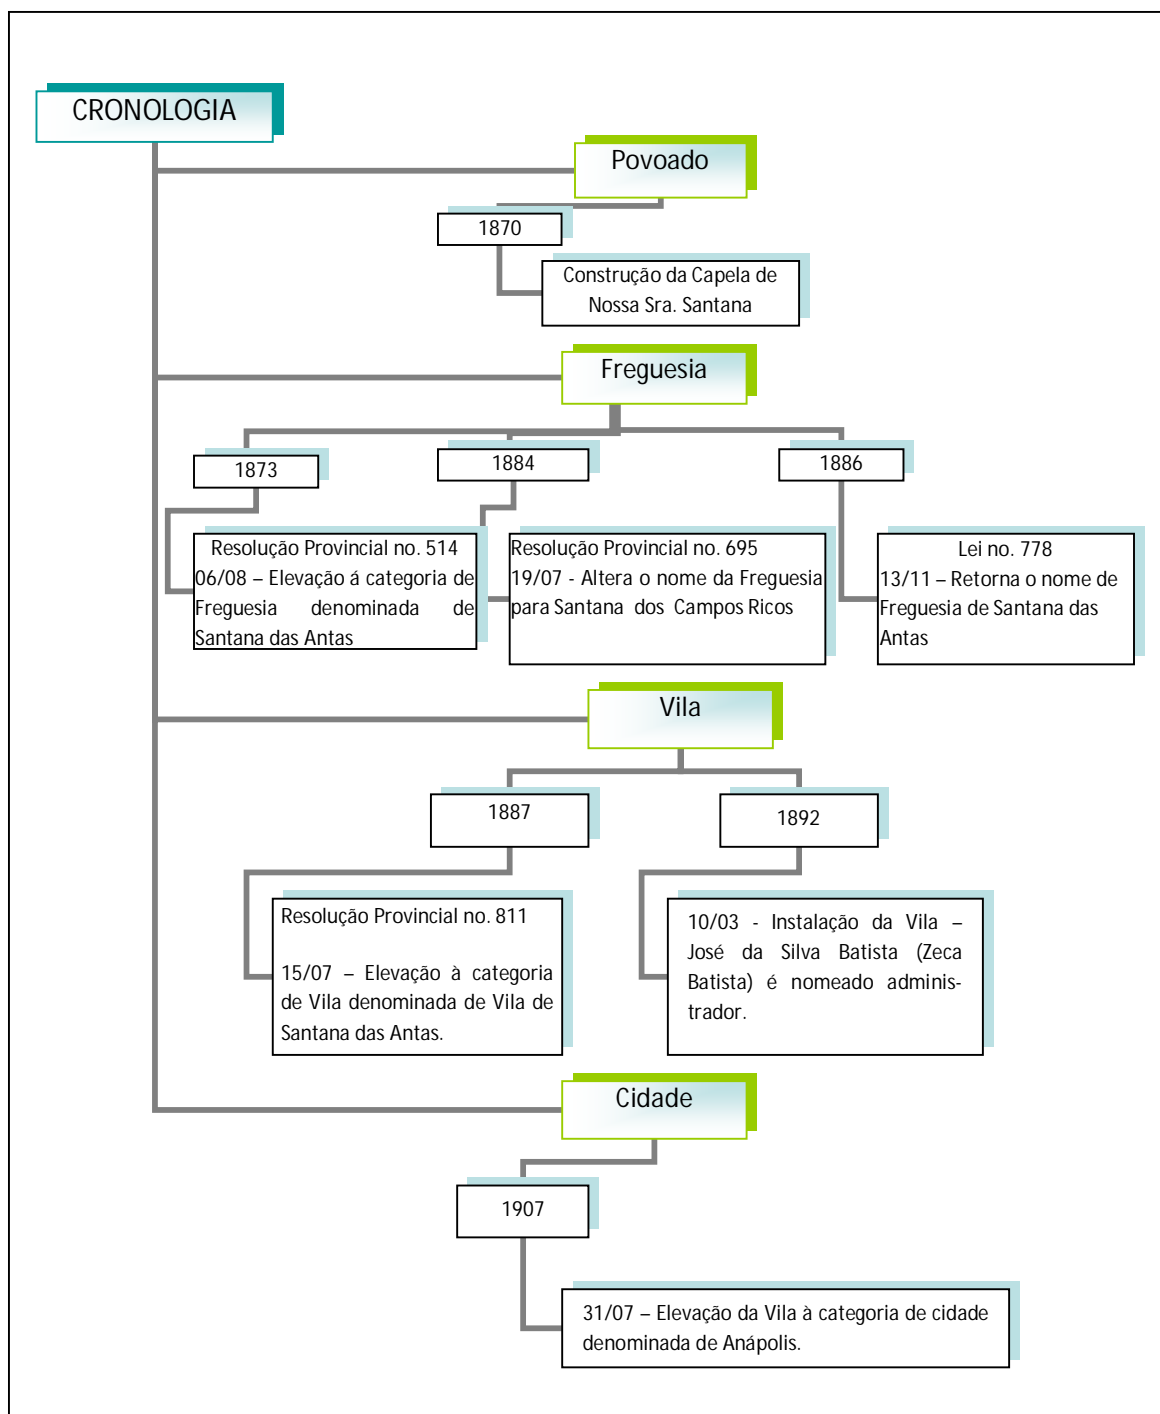 CRONOLOGIA
Povoado
1870
Construção da Capela de
Nossa Sra. Santana
Freguesia
1873
1884
1886
Resolução Provincial no. 514
06/08 – Elevação á categoria de
Freguesia denominada de
Santana das Antas
Resolução Provincial no. 695
19/07 - Altera o nome da Freguesia
para Santana dos Campos Ricos
Lei no. 778
13/11 – Retorna o nome de
Freguesia de Santana das
Antas
Vila
1887
1892
Resolução Provincial no. 811
15/07 – Elevação à categoria
de Vila denominada de Vila de
Santana das Antas.
10/03 - Instalação da Vila –
José da Silva Batista (Zeca
Batista) é nomeado adminis-
trador.
Cidade
1907
31/07 – Elevação da Vila à categoria de cidade
denominada de Anápolis.